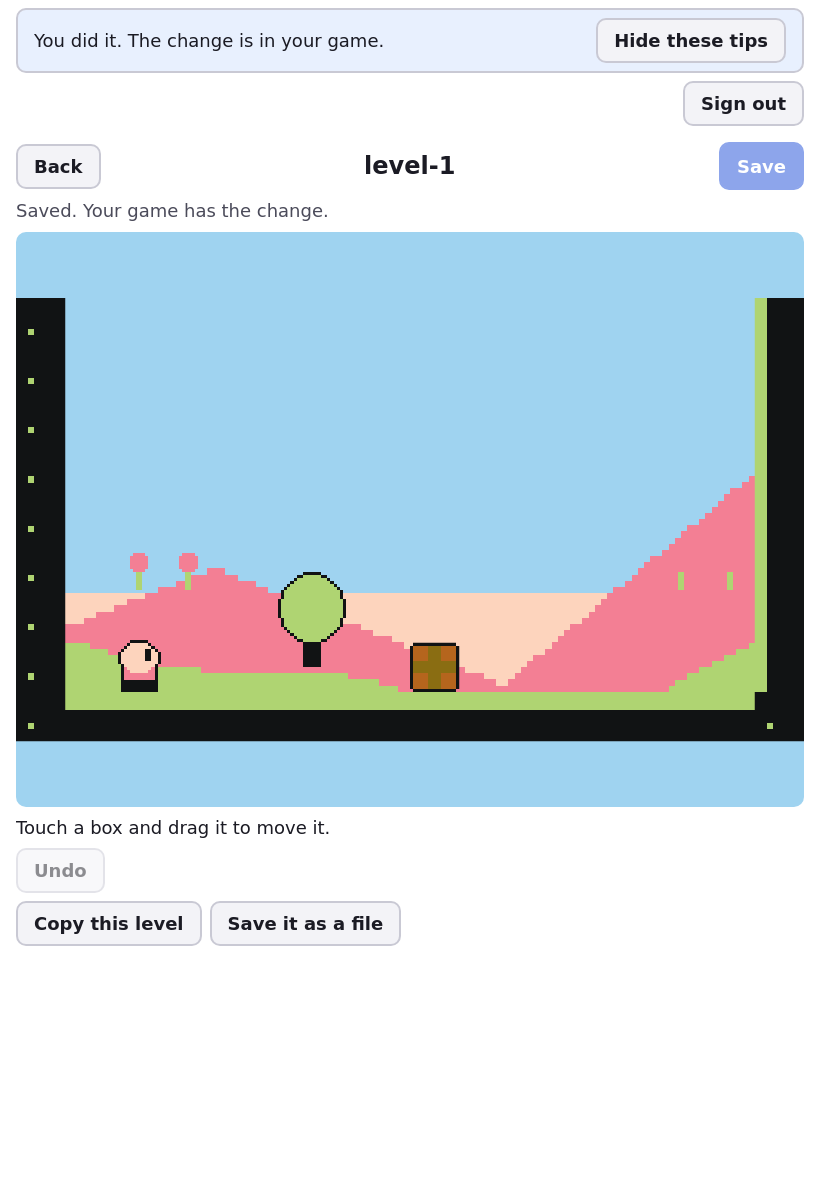 You did it. The change is in your game.
Hide these tips
Sign out
Back
level-1
Save
Saved. Your game has the change.
Touch a box and drag it to move it.
Undo
Copy this level
Save it as a file